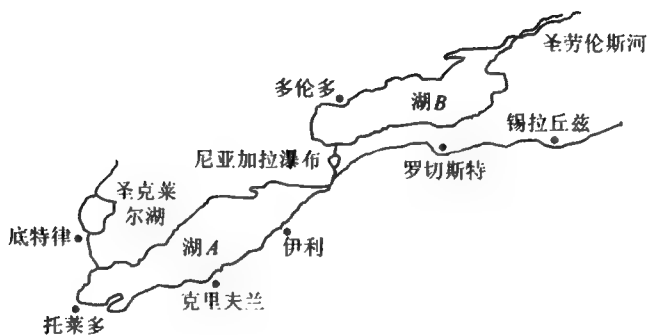 圣劳伦斯河
多伦多
湖B
锡拉丘兹
尼亚加拉瀑布
罗切斯特
圣克莱
尔湖
底特律
湖A
伊利
克里夫兰
托莱多